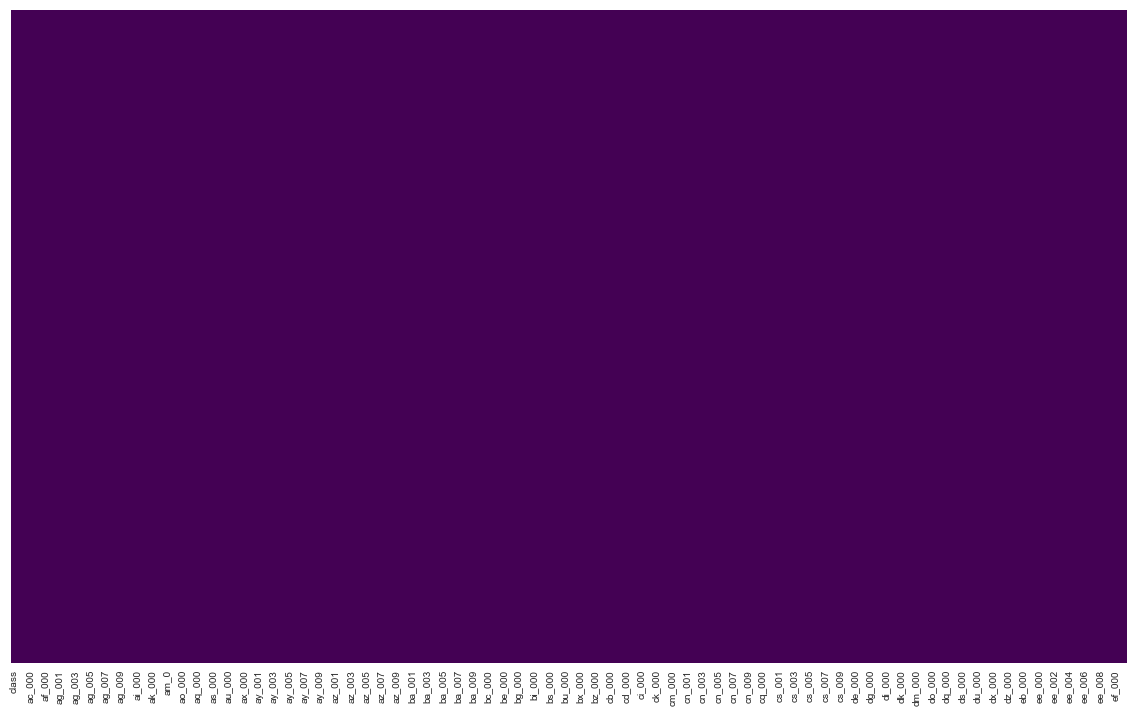 class
ac_000
af_000
ag_001
ag_003
ag_005
ag_007
ag_009
ai_000
ak_000
am_0
ao_000
aq_000
as_000
au_000
ax_000
ay_001
ay_003
ay_005
ay_007
ay_009
az_001
az_003
az_005
az_007
az_009
ba_001
ba_003
ba_005
ba_007
ba_009
bc_000
be_000
bg_000
bi_000
bs_000
bu_000
bx_000
bz_000
cb_000
cd_000
ci_000
ck_000
cm_000
cn_001
cn_003
cn_005
cn_007
cn_009
cq_000
cs_001
cs_003
cs_005
cs_007
cs_009
de_000
dg_000
di_000
dk_000
dm_000
do_000
dq_000
ds_000
du_000
dx_000
dz_000
eb_000
ee_000
ee_002
ee_004
ee_006
ee_008
ef_000